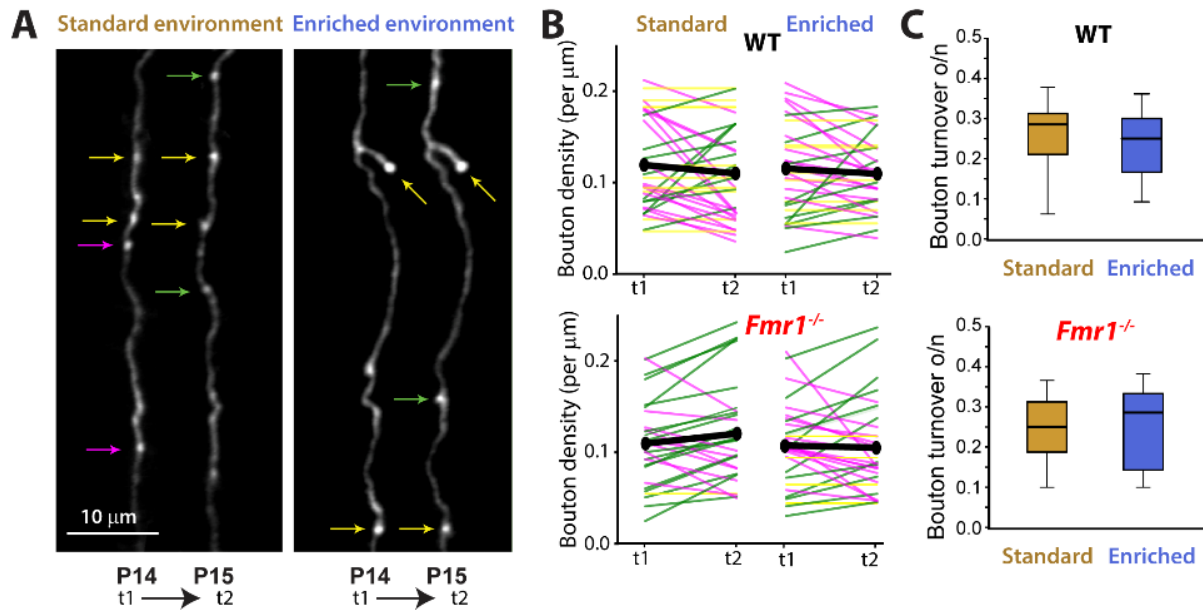 A
Standard environment
Enriched environment
10 μm
P14
P15
t1
t2
P14
P15
t1
t2
B
Standard
Enriched
WT
Bouton density (per μm)
0.2
0.1
0.0
t1
t2
t1
t2
Fmr1-/-
Bouton density (per μm)
0.2
0.1
0.0
t1
t2
t1
t2
C
WT
Bouton turnover o/n
0.5
0.4
0.3
0.2
0.1
0.0
Standard
Enriched
Fmr1-/-
Bouton turnover o/n
0.5
0.4
0.3
0.2
0.1
0.0
Standard
Enriched